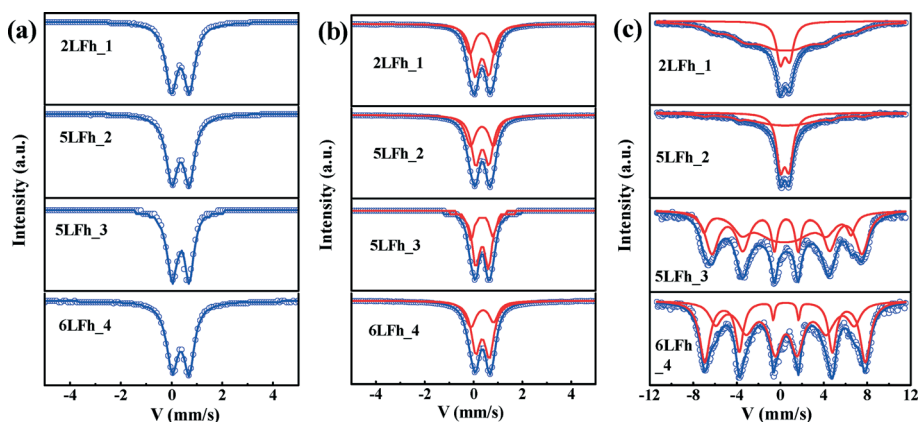 (a)
2LFh_1
5LFh_2
5LFh_3
6LFh_4
Intensity (a.u.)
-4 -2 0 2 4
V (mm/s)
(b)
2LFh_1
5LFh_2
5LFh_3
6LFh_4
Intensity (a.u.)
-4 -2 0 2 4
V (mm/s)
(c)
2LFh_1
5LFh_2
5LFh_3
6LFh
_4
Intensity (a.u.)
-12 -8 -4 0 4 8 12
V (mm/s)